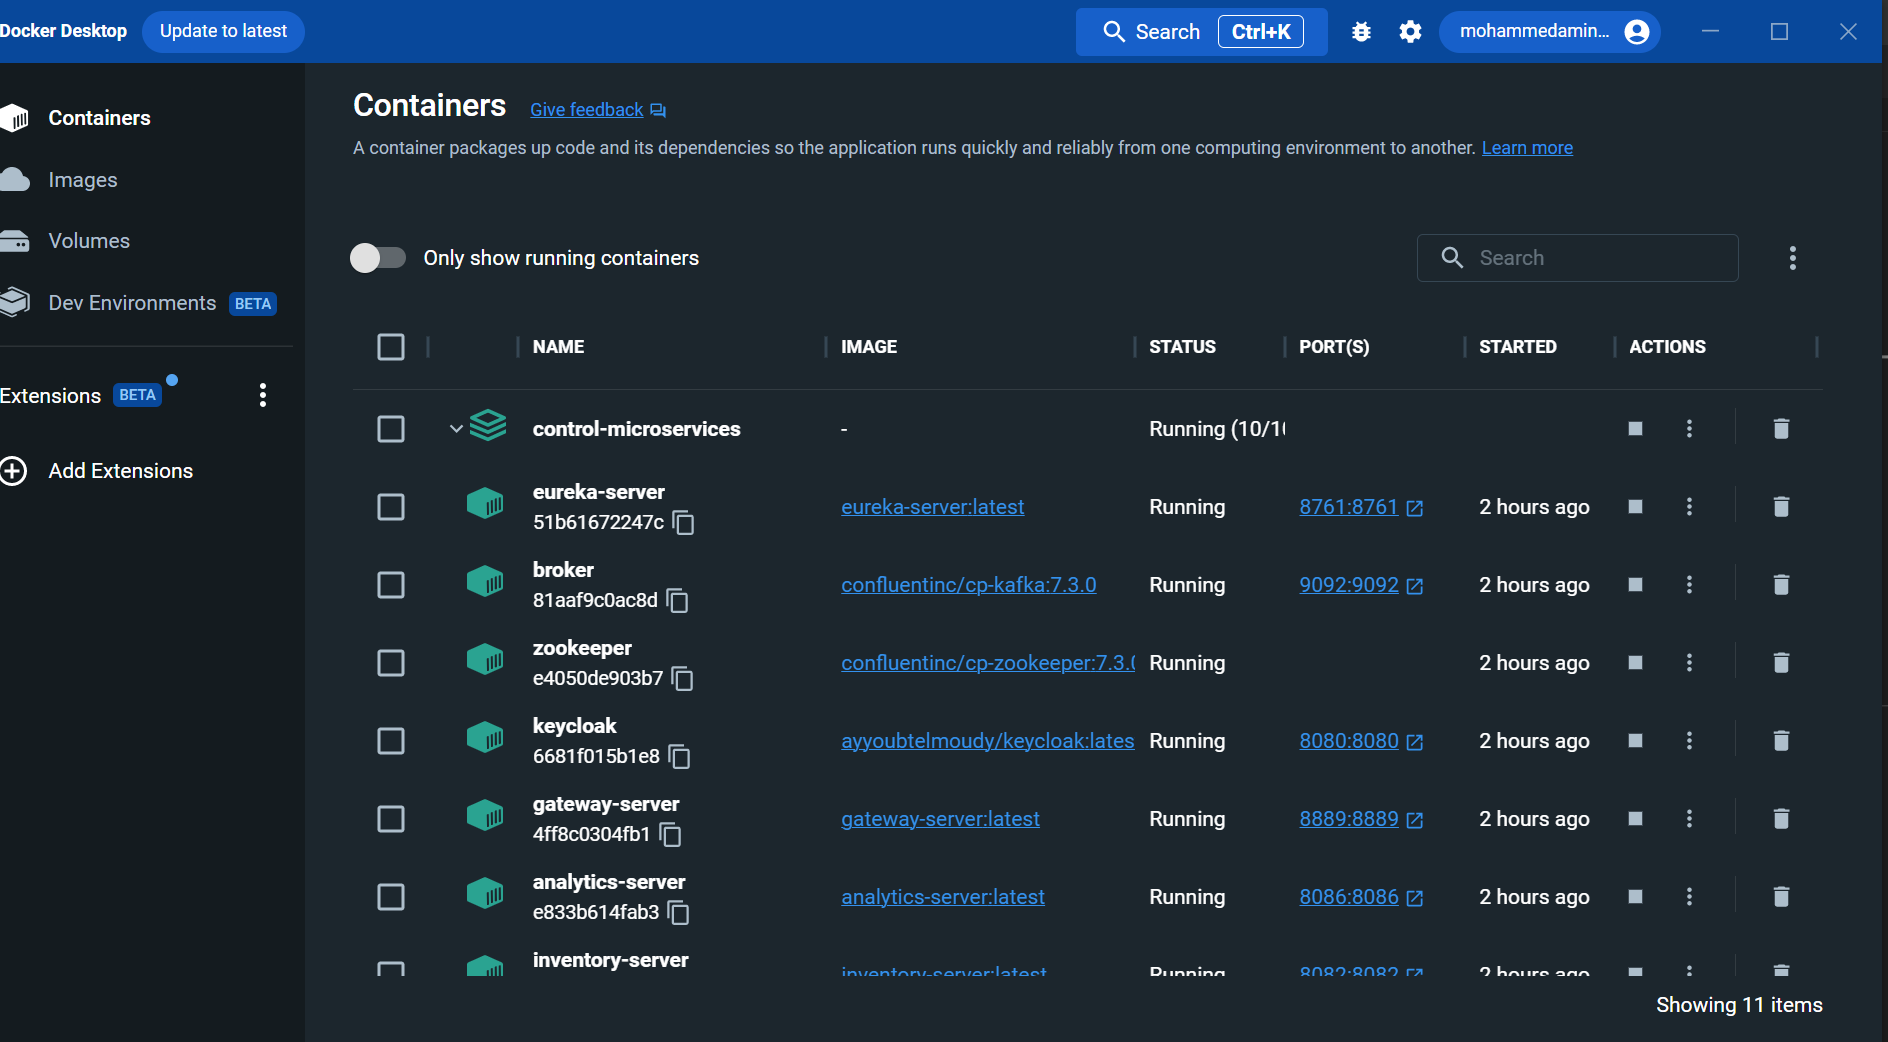 Docker Desktop Update to latest Search Ctrl+K mohammedamin...
Containers
Images
Volumes
Dev Environments BETA
Extensions BETA
Add Extensions
Containers Give feedback
A container packages up code and its dependencies so the application runs quickly and reliably from one computing environment to another. Learn more
Only show running containers Search
NAME IMAGE STATUS PORT(S) STARTED ACTIONS
control-microservices - Running (10/10
eureka-server
51b61672247c eureka-server:latest Running 8761:8761 2 hours ago
broker
81aaf9c0ac8d confluentinc/cp-kafka:7.3.0 Running 9092:9092 2 hours ago
zookeeper
e4050de903b7 confluentinc/cp-zookeeper:7.3.0 Running 2 hours ago
keycloak
6681f015b1e8 ayyoubtelmoudy/keycloak:lates Running 8080:8080 2 hours ago
gateway-server
4ff8c0304fb1 gateway-server:latest Running 8889:8889 2 hours ago
analytics-server
e833b614fab3 analytics-server:latest Running 8086:8086 2 hours ago
inventory-server
inventory-server:latest Running 8082:8082 2 hours ago
Showing 11 items